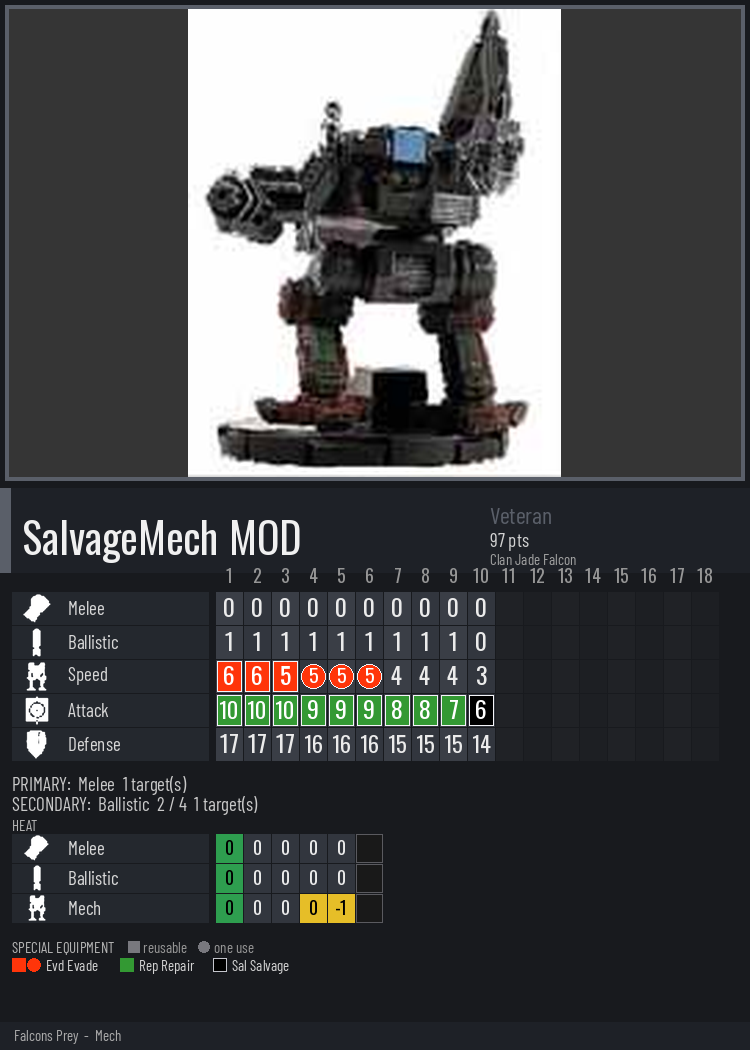 SalvageMech MOD
Veteran
97 pts
Clan Jade Falcon
1 2 3 4 5 6 7 8 9 10 11 12 13 14 15 16 17 18
Melee 0 0 0 0 0 0 0 0 0 0
Ballistic 1 1 1 1 1 1 1 1 1 0
Speed 6 6 5 5 5 5 4 4 4 3
Attack 10 10 10 9 9 9 8 8 7 6
Defense 17 17 17 16 16 16 15 15 15 14
PRIMARY: Melee 1 target(s)
SECONDARY: Ballistic 2 / 4 1 target(s)
HEAT
Melee 0 0 0 0 0
Ballistic 0 0 0 0 0
Mech 0 0 0 0 -1
SPECIAL EQUIPMENT reusable one use
Evd Evade Rep Repair Sal Salvage
Falcons Prey - Mech